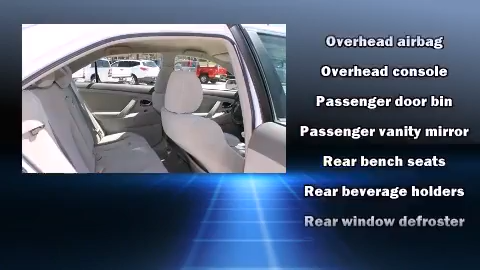 Overhead airbag
Overhead console
Passenger door bin
Passenger vanity mirror
Rear bench seats
Rear beverage holders
Rear window defroster